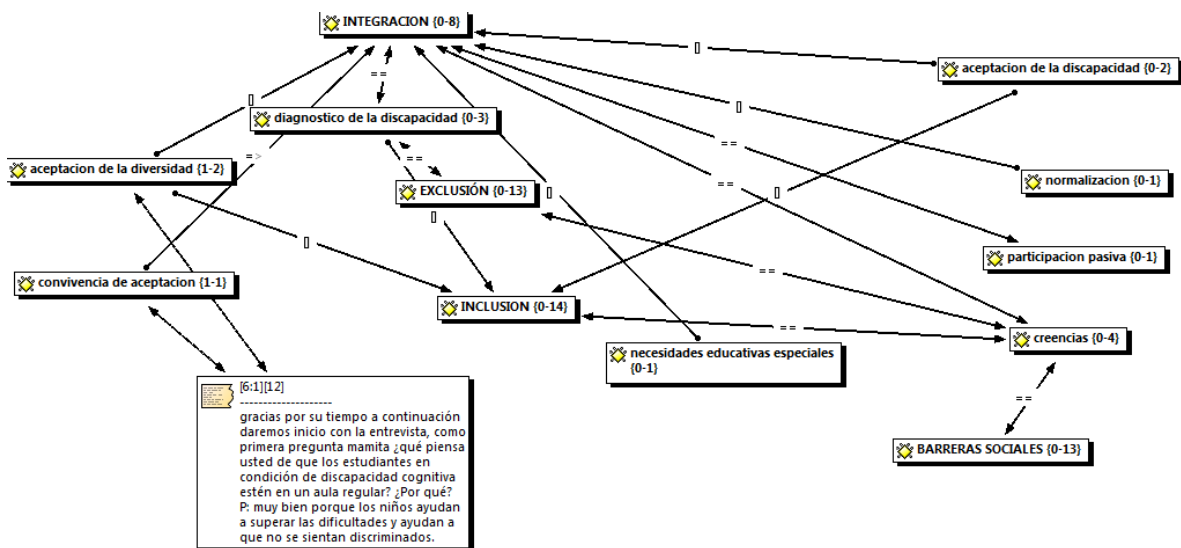 INTEGRACION {0-8}
[]
aceptacion de la discapacidad {0-2}
==
[]
[]
diagnostico de la discapacidad {0-3}
==
=>
==
aceptacion de la diversidad {1-2}
==
EXCLUSIÓN {0-13}
[]
[]
normalizacion {0-1}
[]
[]
participacion pasiva {0-1}
==
convivencia de aceptacion {1-1}
INCLUSION {0-14}
==
creencias {0-4}
necesidades educativas especiales
{0-1}
==
[6:1][12]
--------------------
gracias por su tiempo a continuación
daremos inicio con la entrevista, como
primera pregunta mamita ¿qué piensa
usted de que los estudiantes en
condición de discapacidad cognitiva
estén en un aula regular? ¿Por qué?
P: muy bien porque los niños ayudan
a superar las dificultades y ayudan a
que no se sientan discriminados.
BARRERAS SOCIALES {0-13}